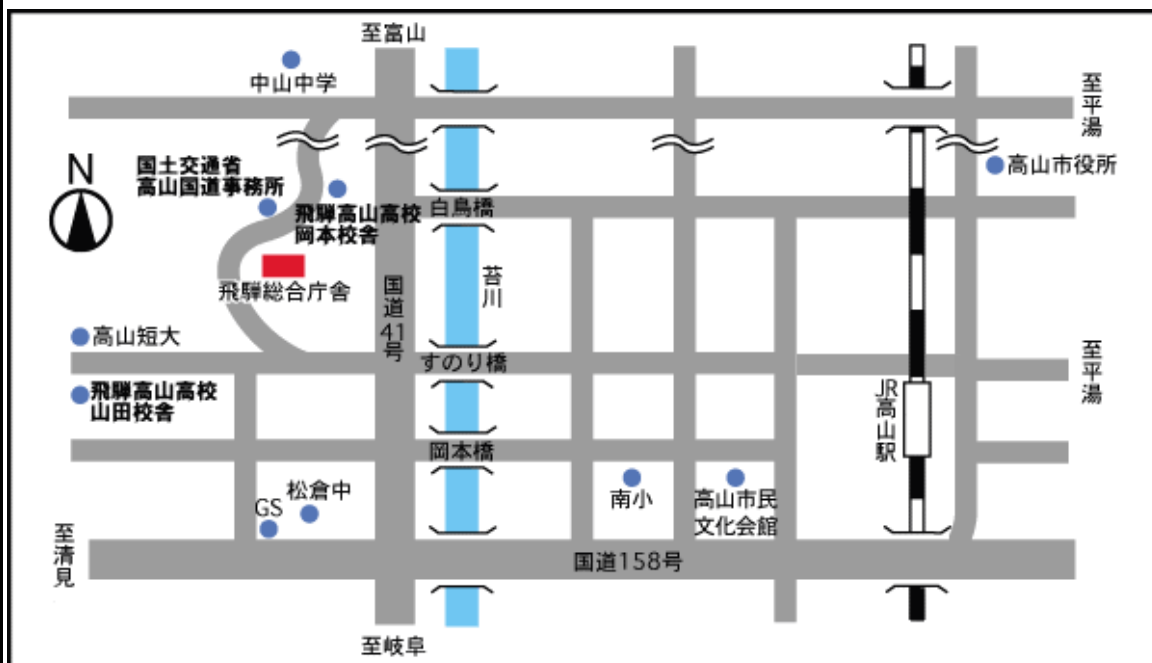 至富山
中山中学
至平湯
N
国土交通省
高山国道事務所
高山市役所
飛騨高山高校
岡本校舎
白鳥橋
飛騨総合庁舎
国道41号
苔川
高山短大
すのり橋
至平湯
飛騨高山高校
山田校舎
JR高山駅
岡本橋
松倉中
GS
南小
高山市民
文化会館
至清見
国道158号
至岐阜